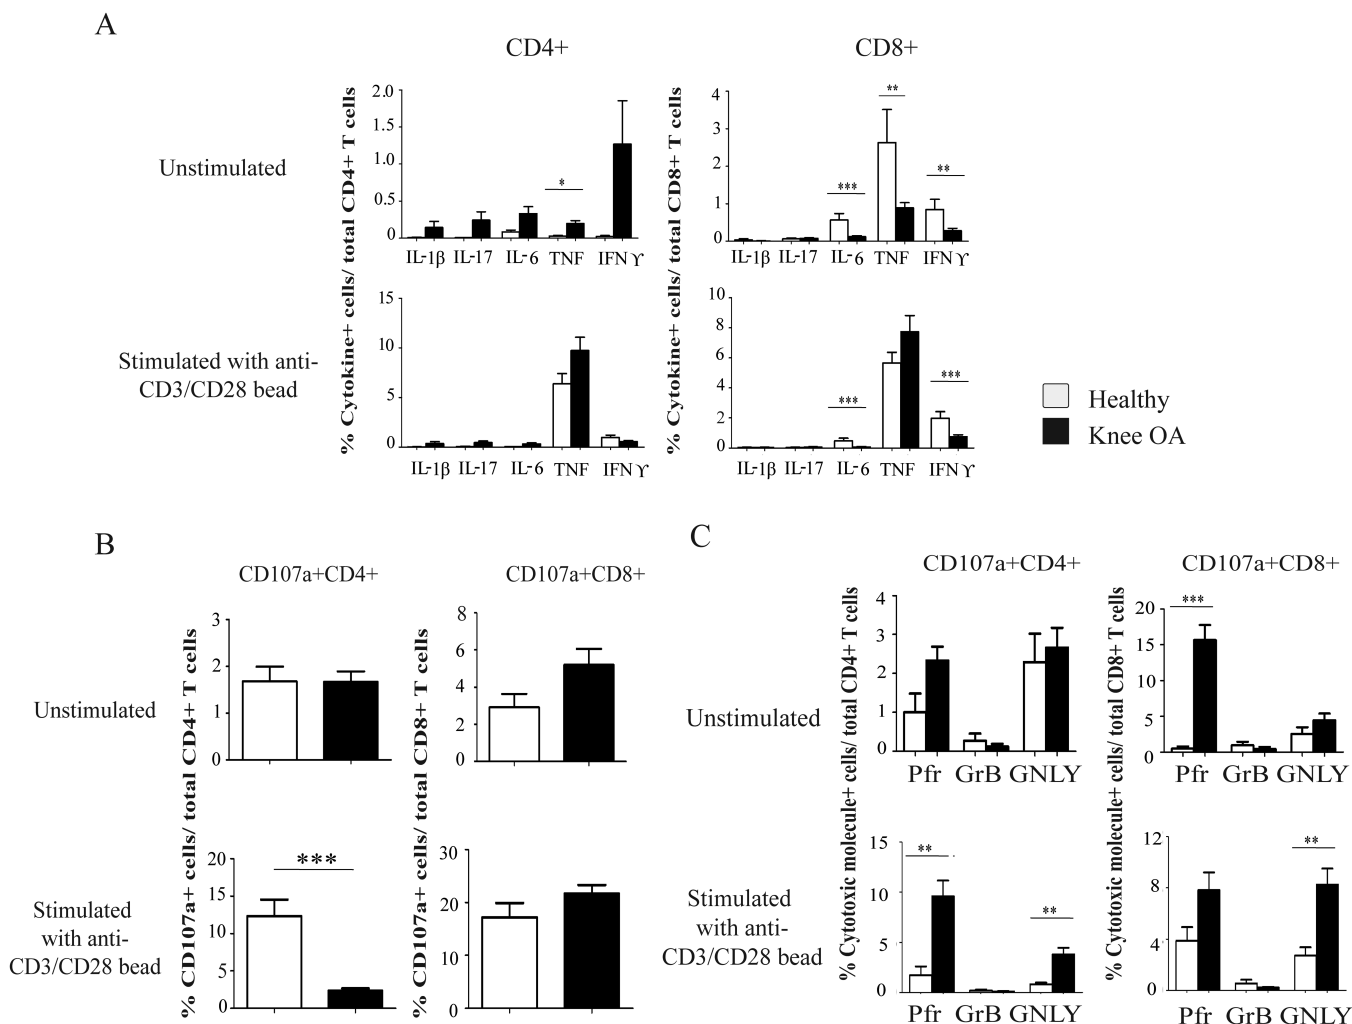 A
CD4+
CD8+
Unstimulated
% Cytokine+ cells/ total CD4+ T cells
2.0
1.5
1.0
0.5
0
*
IL-1β IL-17 IL-6 TNF IFNϒ
% Cytokine+ cells/ total CD8+ T cells
4
3
2
1
0
***
**
**
IL-1β IL-17 IL-6 TNF IFNϒ
Stimulated with anti-
CD3/CD28 bead
15
10
5
0
IL-1β IL-17 IL-6 TNF IFNϒ
10
8
6
4
2
0
***
***
IL-1β IL-17 IL-6 TNF IFNϒ
Healthy
Knee OA
B
CD107a+CD4+
CD107a+CD8+
Unstimulated
% CD107a+ cells/ total CD4+ T cells
3
2
1
0
% CD107a+ cells/ total CD8+ T cells
8
6
4
2
0
Stimulated
with anti-
CD3/CD28 bead
20
15
10
5
0
***
30
20
10
0
C
CD107a+CD4+
CD107a+CD8+
Unstimulated
% Cytotoxic molecule+ cells/ total CD4+ T cells
4
3
2
1
0
Pfr GrB GNLY
% Cytotoxic molecule+ cells/ total CD8+ T cells
20
15
10
5
0
***
Pfr GrB GNLY
Stimulated
with anti-
CD3/CD28 bead
15
10
5
0
**
**
Pfr GrB GNLY
12
8
4
0
**
Pfr GrB GNLY